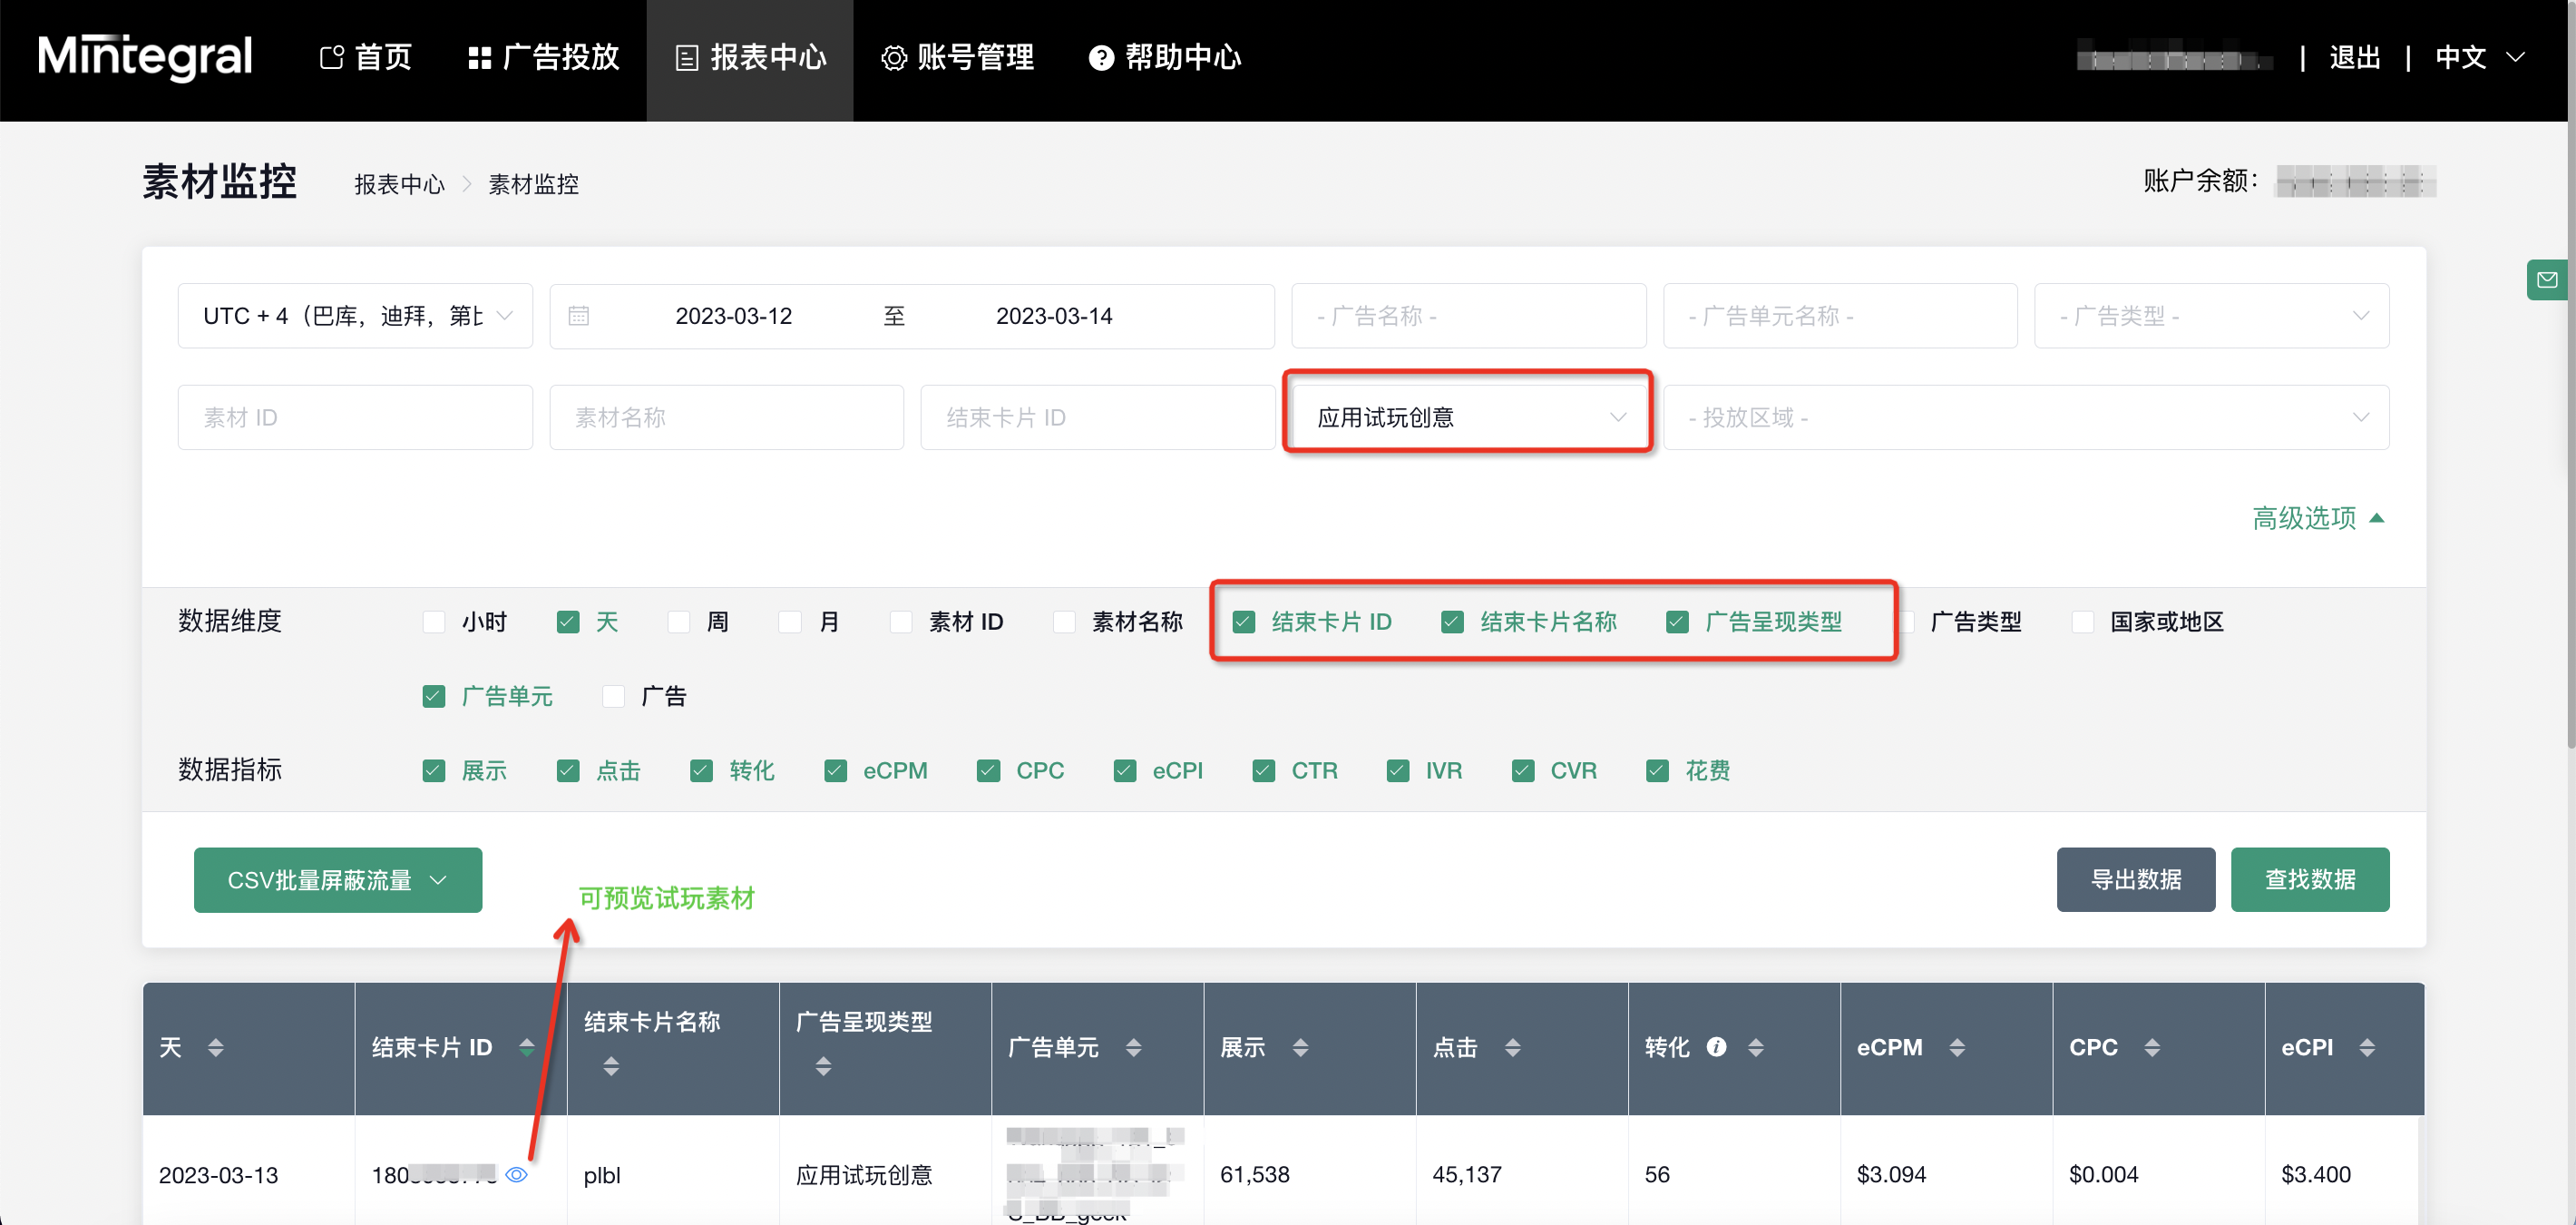 Mintegral 首页 广告投放 报表中心 账号管理 帮助中心 | 退出 | 中文
素材监控 报表中心 > 素材监控 账户余额：
UTC + 4（巴库，迪拜，第比 2023-03-12 至 2023-03-14 - 广告名称 - - 广告单元名称 - - 广告类型 -
素材 ID 素材名称 结束卡片 ID 应用试玩创意 - 投放区域 -
高级选项
数据维度 小时 天 周 月 素材 ID 素材名称 结束卡片 ID 结束卡片名称 广告呈现类型 广告类型 国家或地区
广告单元 广告
数据指标 展示 点击 转化 eCPM CPC eCPI CTR IVR CVR 花费
CSV批量屏蔽流量 可预览试玩素材 导出数据 查找数据
天 结束卡片 ID 结束卡片名称 广告呈现类型 广告单元 展示 点击 转化 eCPM CPC eCPI
2023-03-13 180 plbl 应用试玩创意 61,538 45,137 56 $3.094 $0.004 $3.400